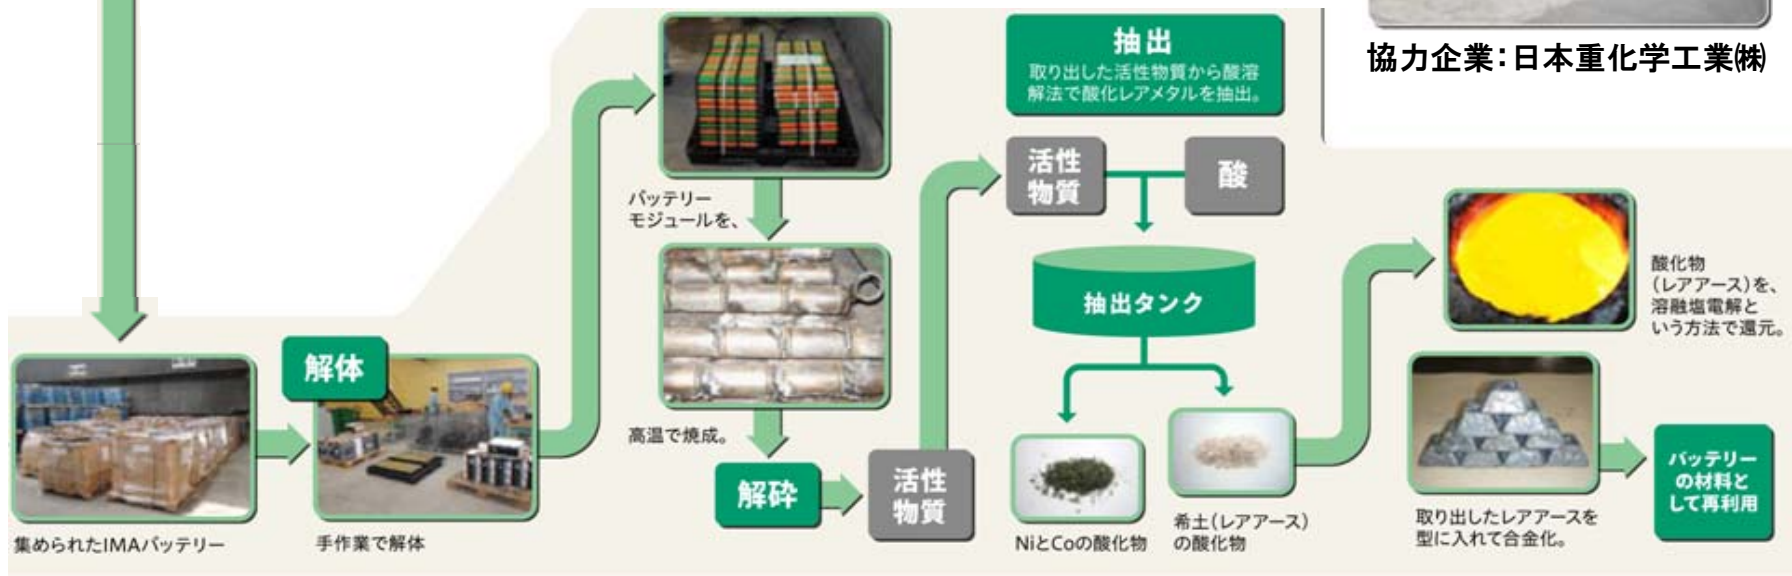 協力企業:日本重化学工業㈱
集められたIMAバッテリー
解体
手作業で解体
バッテリー
モジュールを、
高温で焼成。
解砕
活性
物質
抽出
取り出した活性物質から酸溶
解法で酸化レアメタルを抽出。
活性
物質
酸
抽出タンク
NiとCoの酸化物
希土(レアアース)
の酸化物
酸化物
(レアアース)を、
溶融塩電解と
いう方法で還元。
取り出したレアアースを
型に入れて合金化。
バッテリー
の材料と
して再利用